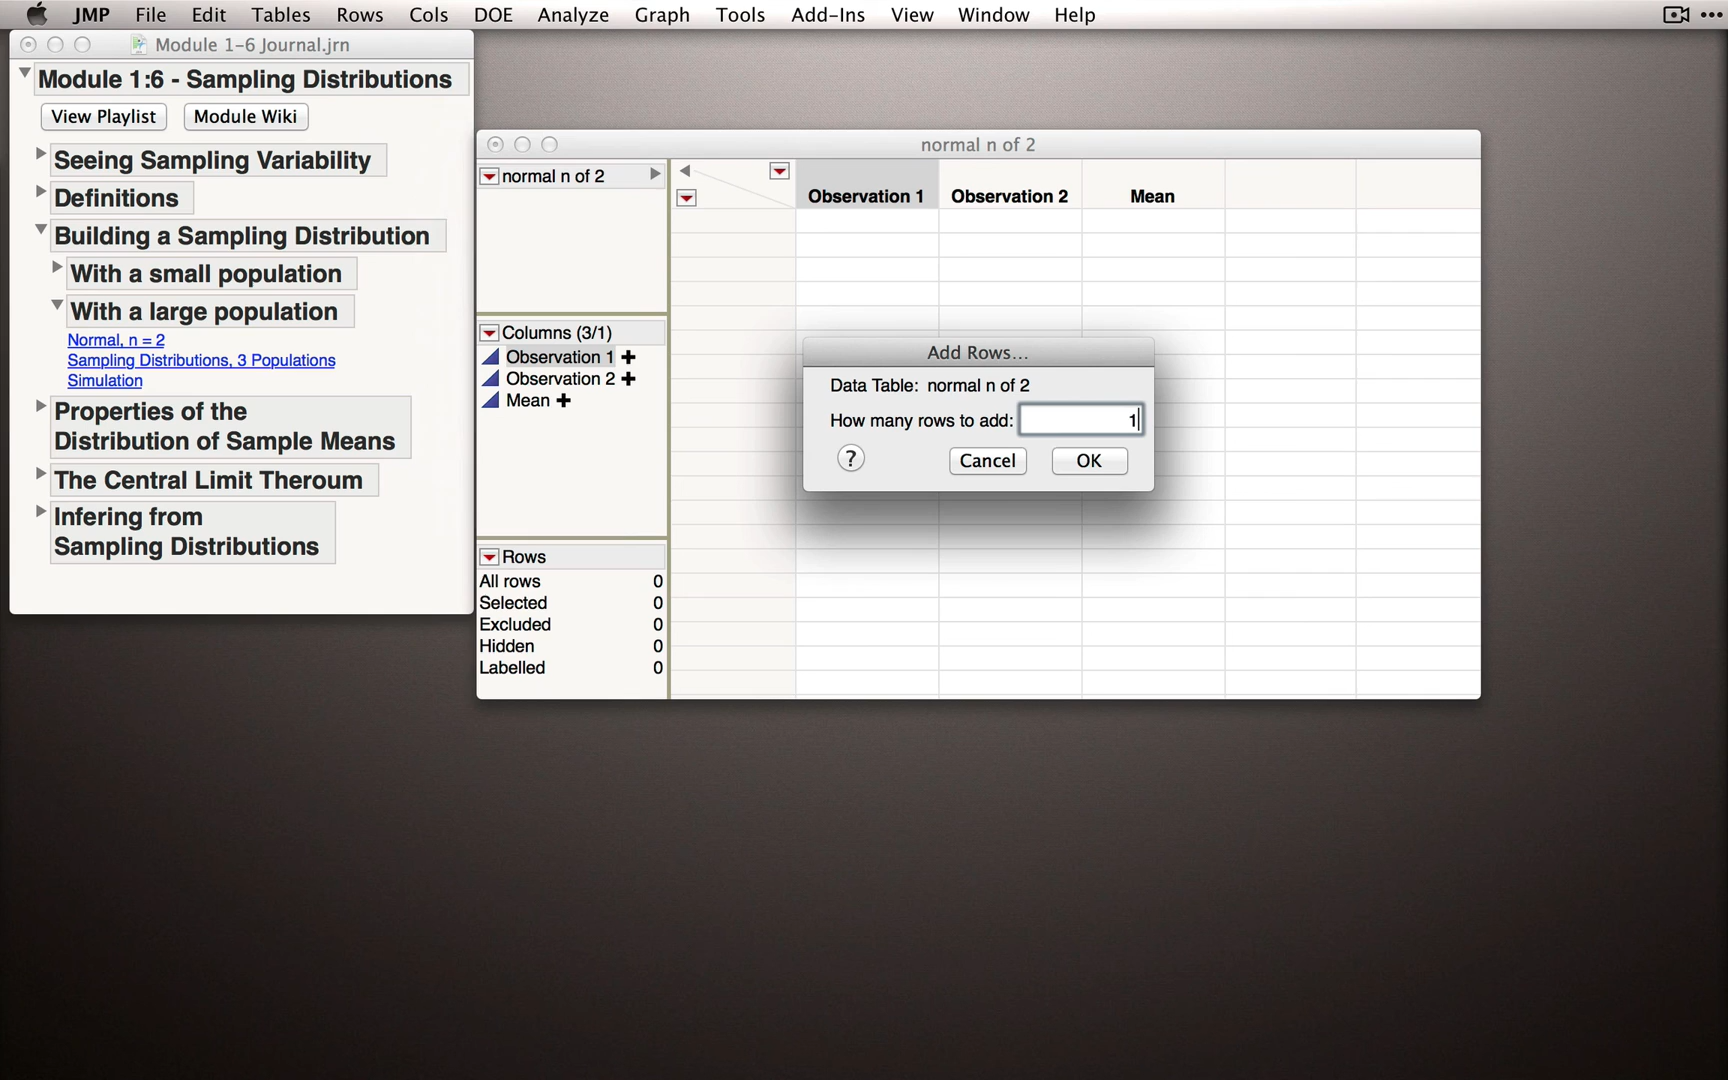 JMP File Edit Tables Rows Cols DOE Analyze Graph Tools Add-Ins View Window Help
Module 1-6 Journal.jrn
Module 1:6 - Sampling Distributions
View Playlist Module Wiki
Seeing Sampling Variability
Definitions
Building a Sampling Distribution
With a small population
With a large population
Normal, n = 2
Sampling Distributions, 3 Populations
Simulation
Properties of the
Distribution of Sample Means
The Central Limit Theroum
Infering from
Sampling Distributions
normal n of 2
normal n of 2
Observation 1 Observation 2 Mean
Columns (3/1)
Observation 1
Observation 2
Mean
Rows
All rows 0
Selected 0
Excluded 0
Hidden 0
Labelled 0
Add Rows...
Data Table: normal n of 2
How many rows to add: 1
? Cancel OK